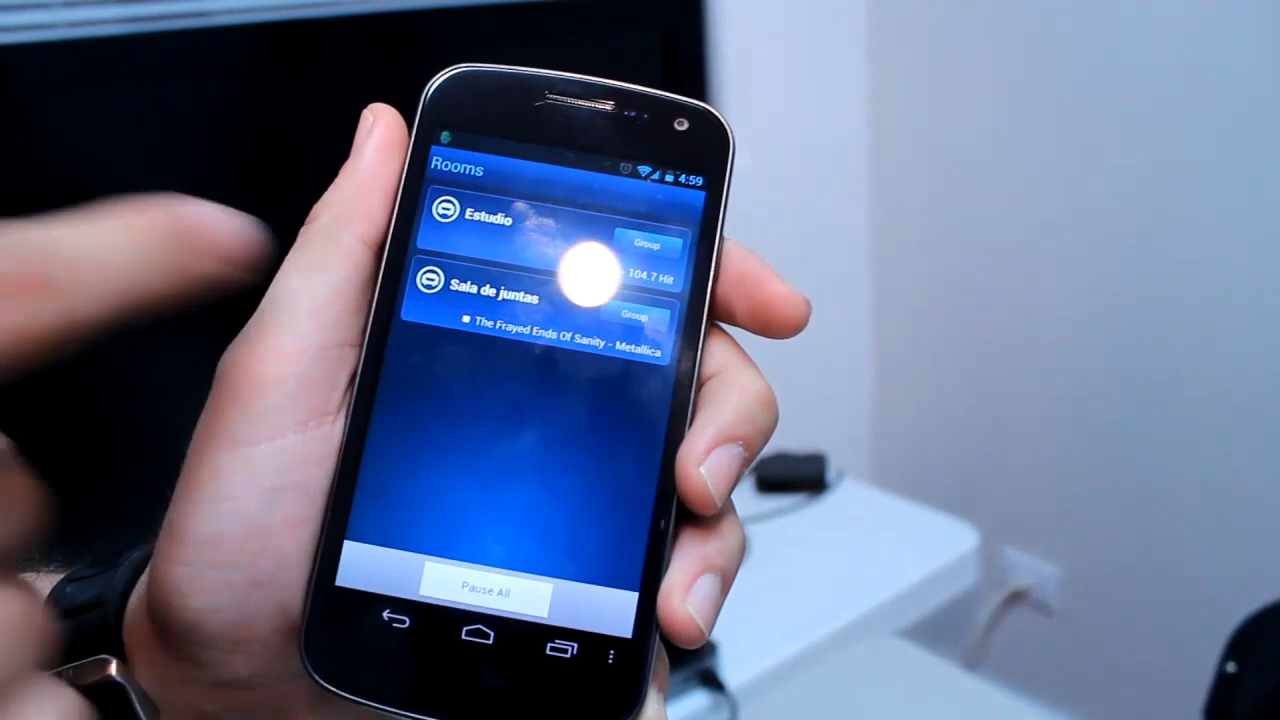 4:59
Rooms
Estudio
Group
- 104.7 Hit
Sala de juntas
Group
The Frayed Ends Of Sanity - Metallica
Pause All